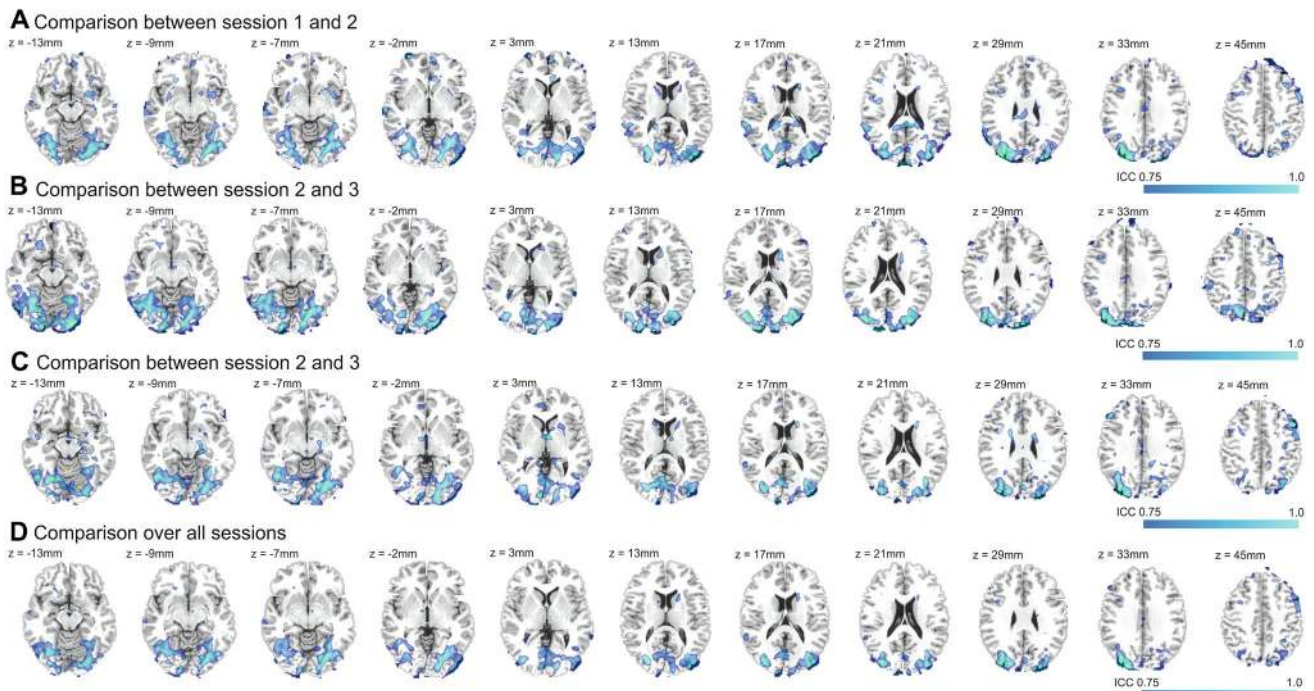 A Comparison between session 1 and 2
z = -13mm z = -9mm z = -7mm z = -2mm z = 3mm z = 13mm z = 17mm z = 21mm z = 29mm z = 33mm z = 45mm
ICC 0.75 1.0
B Comparison between session 2 and 3
z = -13mm z = -9mm z = -7mm z = -2mm z = 3mm z = 13mm z = 17mm z = 21mm z = 29mm z = 33mm z = 45mm
ICC 0.75 1.0
C Comparison between session 2 and 3
z = -13mm z = -9mm z = -7mm z = -2mm z = 3mm z = 13mm z = 17mm z = 21mm z = 29mm z = 33mm z = 45mm
ICC 0.75 1.0
D Comparison over all sessions
z = -13mm z = -9mm z = -7mm z = -2mm z = 3mm z = 13mm z = 17mm z = 21mm z = 29mm z = 33mm z = 45mm
ICC 0.75 1.0